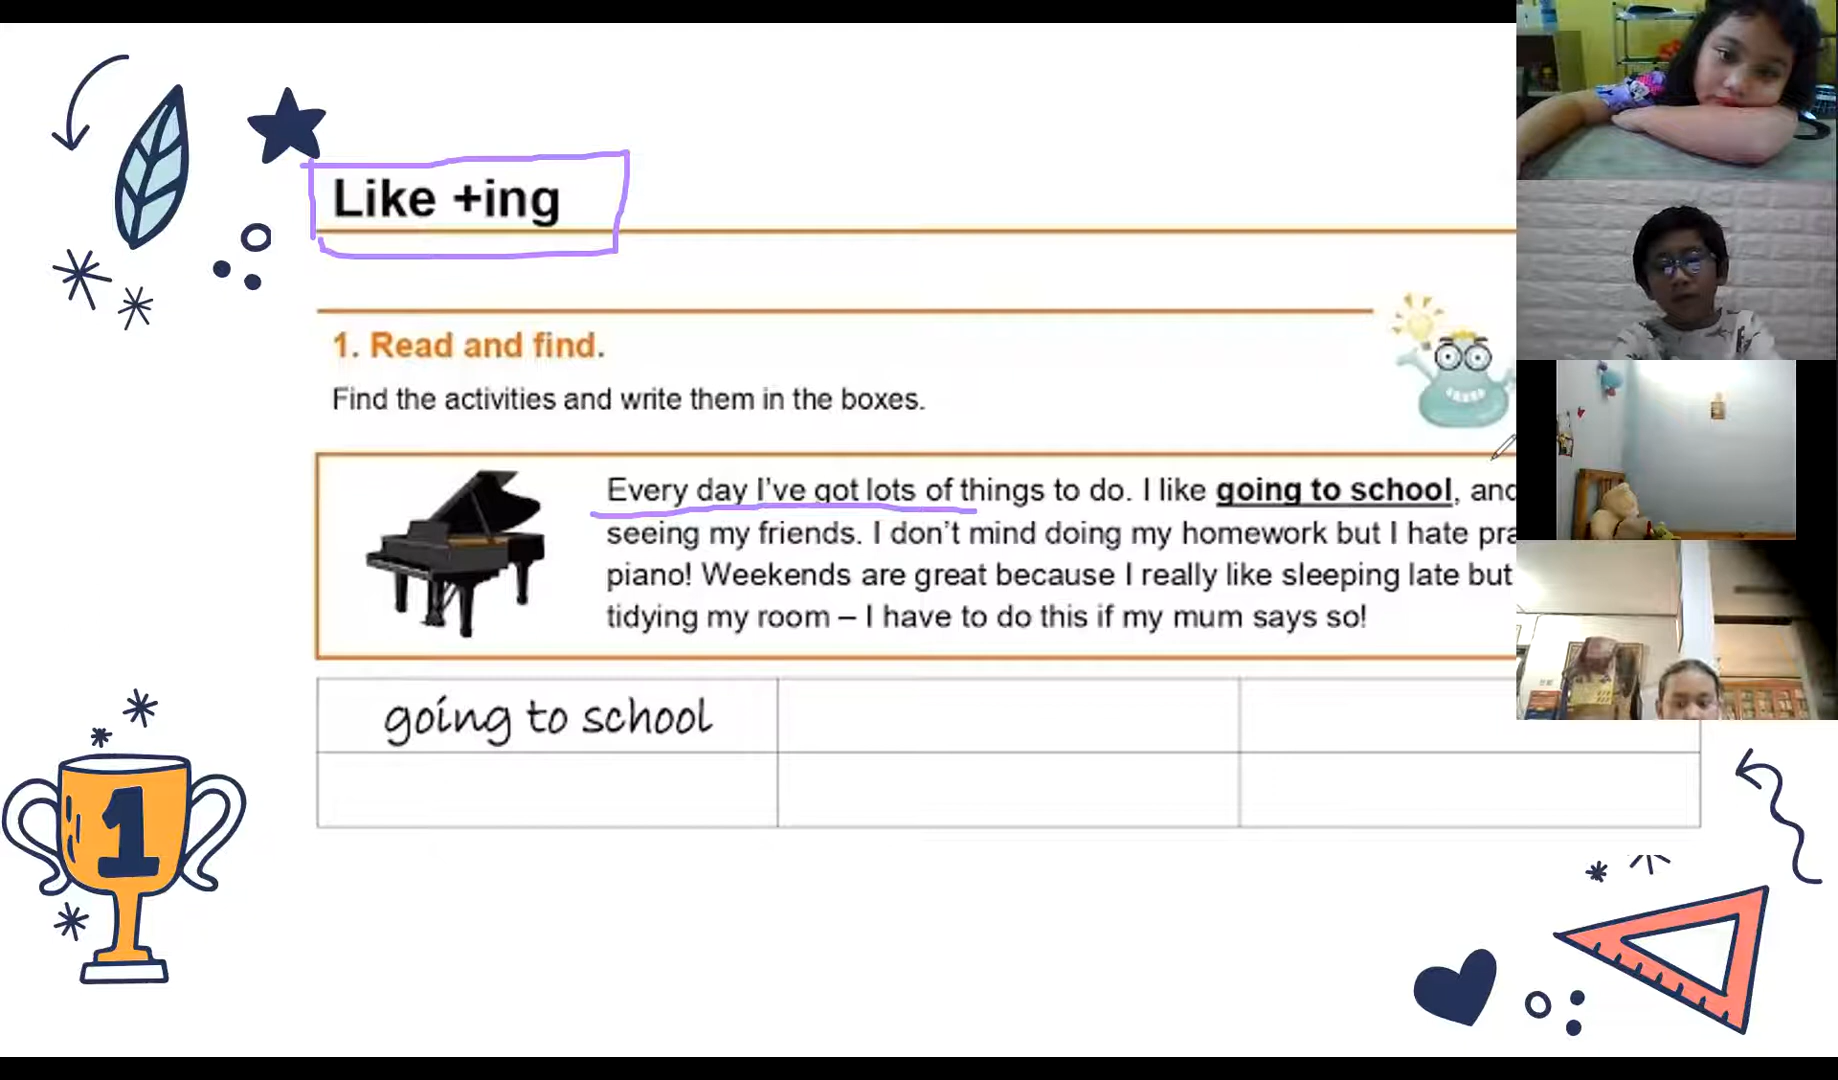 Like +ing
1. Read and find.
Find the activities and write them in the boxes.
Every day I've got lots of things to do. I like going to school, and
seeing my friends. I don't mind doing my homework but I hate
piano! Weekends are great because I really like sleeping late but
tidying my room – I have to do this if my mum says so!
going to school
1